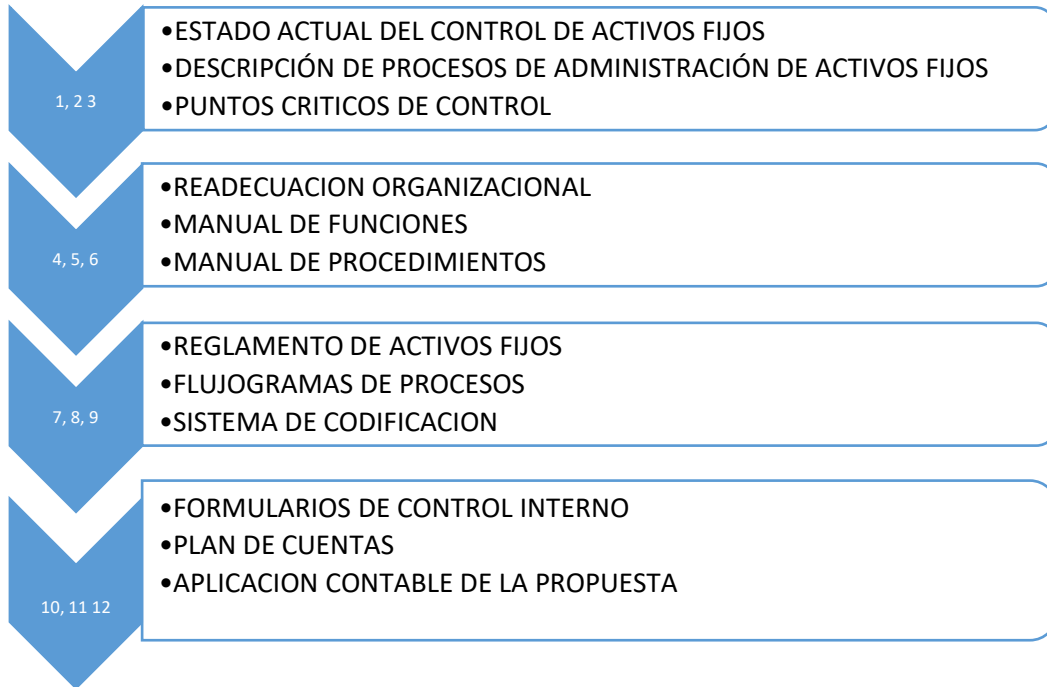 1, 2 3
•ESTADO ACTUAL DEL CONTROL DE ACTIVOS FIJOS
•DESCRIPCIÓN DE PROCESOS DE ADMINISTRACIÓN DE ACTIVOS FIJOS
•PUNTOS CRITICOS DE CONTROL
4, 5, 6
•READECUACION ORGANIZACIONAL
•MANUAL DE FUNCIONES
•MANUAL DE PROCEDIMIENTOS
7, 8, 9
•REGLAMENTO DE ACTIVOS FIJOS
•FLUJOGRAMAS DE PROCESOS
•SISTEMA DE CODIFICACION
10, 11 12
•FORMULARIOS DE CONTROL INTERNO
•PLAN DE CUENTAS
•APLICACION CONTABLE DE LA PROPUESTA